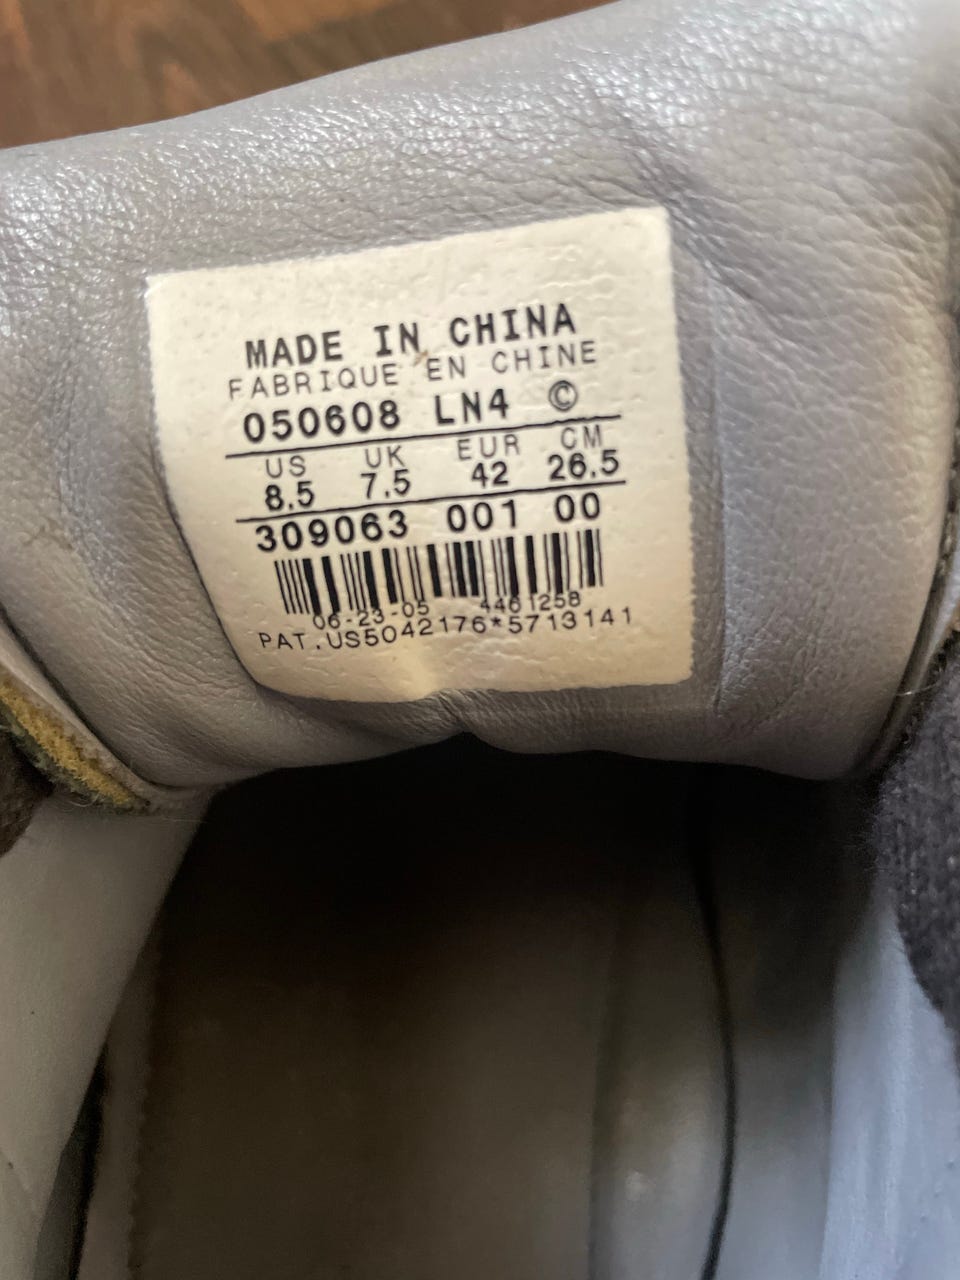 MADE IN CHINA
FABRIQUE EN CHINE
050608 LN4 ©
US UK EUR CM
8.5 7.5 42 26.5
309063 001 00
06-23-05 4461258
PAT.US5042176*5713141